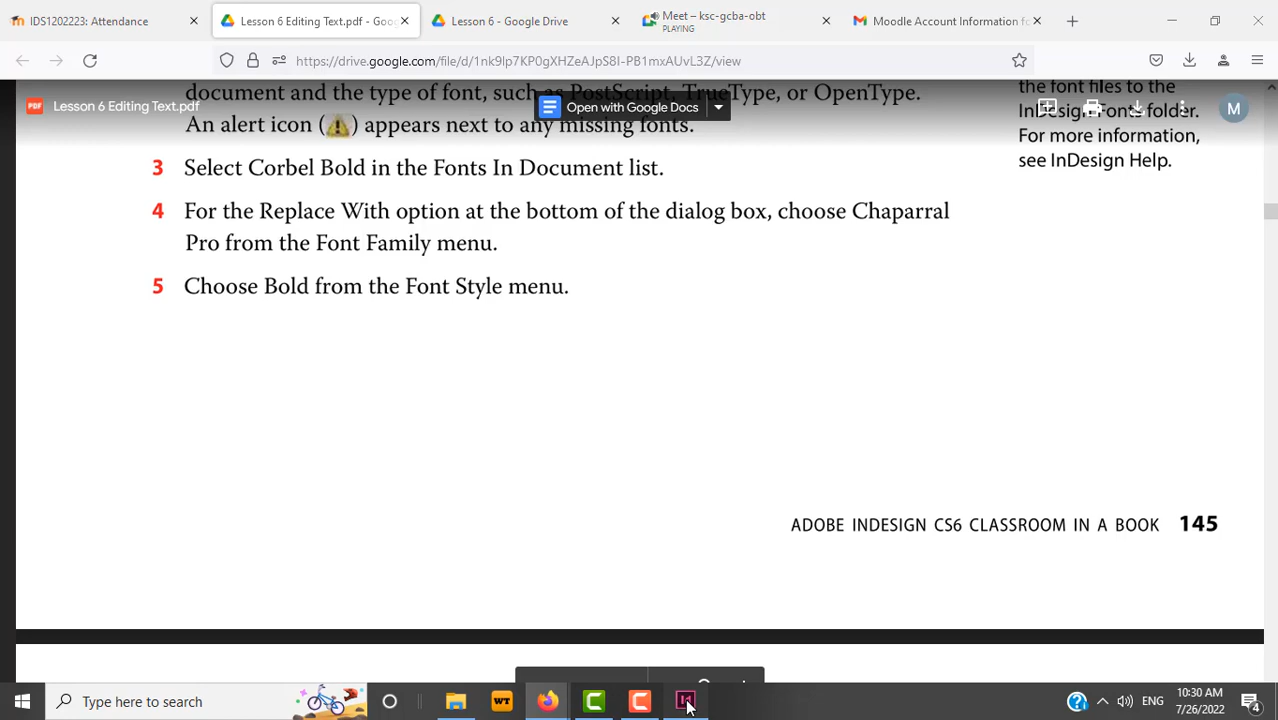 IDS1202223: Attendance
Lesson 6 Editing Text.pdf - Goo
Lesson 6 - Google Drive
Meet – ksc-gcba-obt
PLAYING
Moodle Account Information fo
https://drive.google.com/file/d/1nk9lp7KP0gXHZeAJpS8I-PB1mxAUvL3Z/view
document and the type of font, such as PostScript, TrueType, or OpenType.
the font files to the
PDF
Lesson 6 Editing Text.pdf
Open with Google Docs
M
InDesign Fonts folder.
An alert icon ( ) appears next to any missing fonts.
For more information,
see InDesign Help.
3 Select Corbel Bold in the Fonts In Document list.
4 For the Replace With option at the bottom of the dialog box, choose Chaparral
Pro from the Font Family menu.
5 Choose Bold from the Font Style menu.
ADOBE INDESIGN CS6 CLASSROOM IN A BOOK 145
Type here to search
WT
ENG
10:30 AM
7/26/2022
4